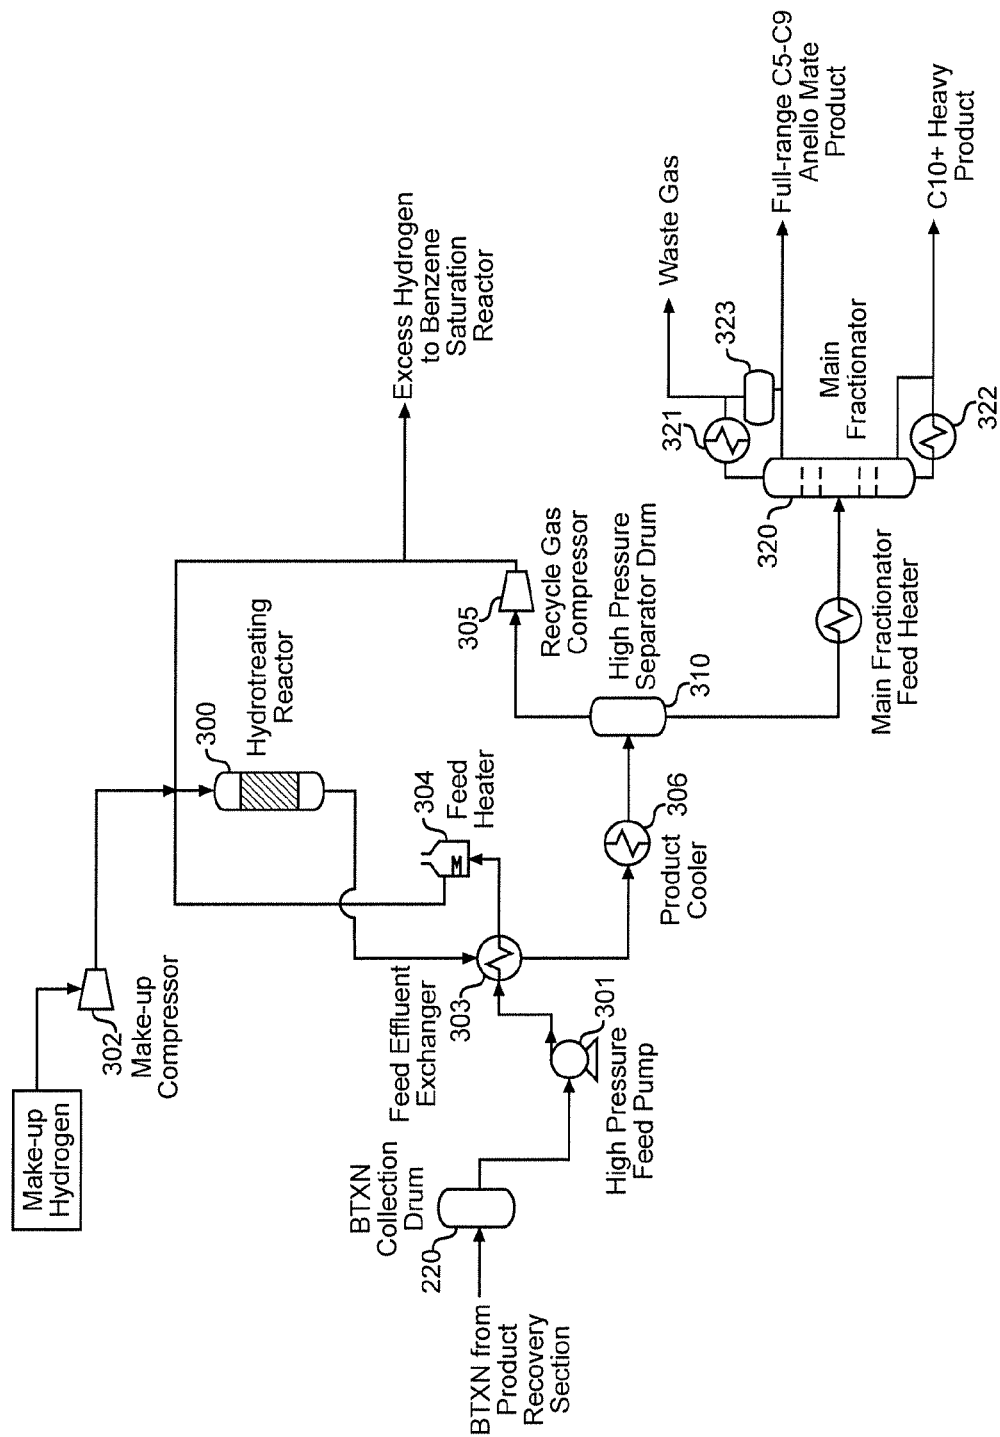 Make-up
Hydrogen
302
Make-up
Compressor
300
Hydrotreating
Reactor
Excess Hydrogen
to Benzene
Saturation
Reactor
BTXN from
Product
Recovery
Section
220
BTXN
Collection
Drum
High Pressure
Feed Pump
301
Feed Effluent
Exchanger
303
304
Feed
Heater
Product
Cooler
306
305
Recycle Gas
Compressor
High Pressure
Separator Drum
310
Main Fractionator
Feed Heater
320
Main
Fractionator
321
322
323
Waste Gas
Full-range C5-C9
Anello Mate
Product
C10+ Heavy
Product